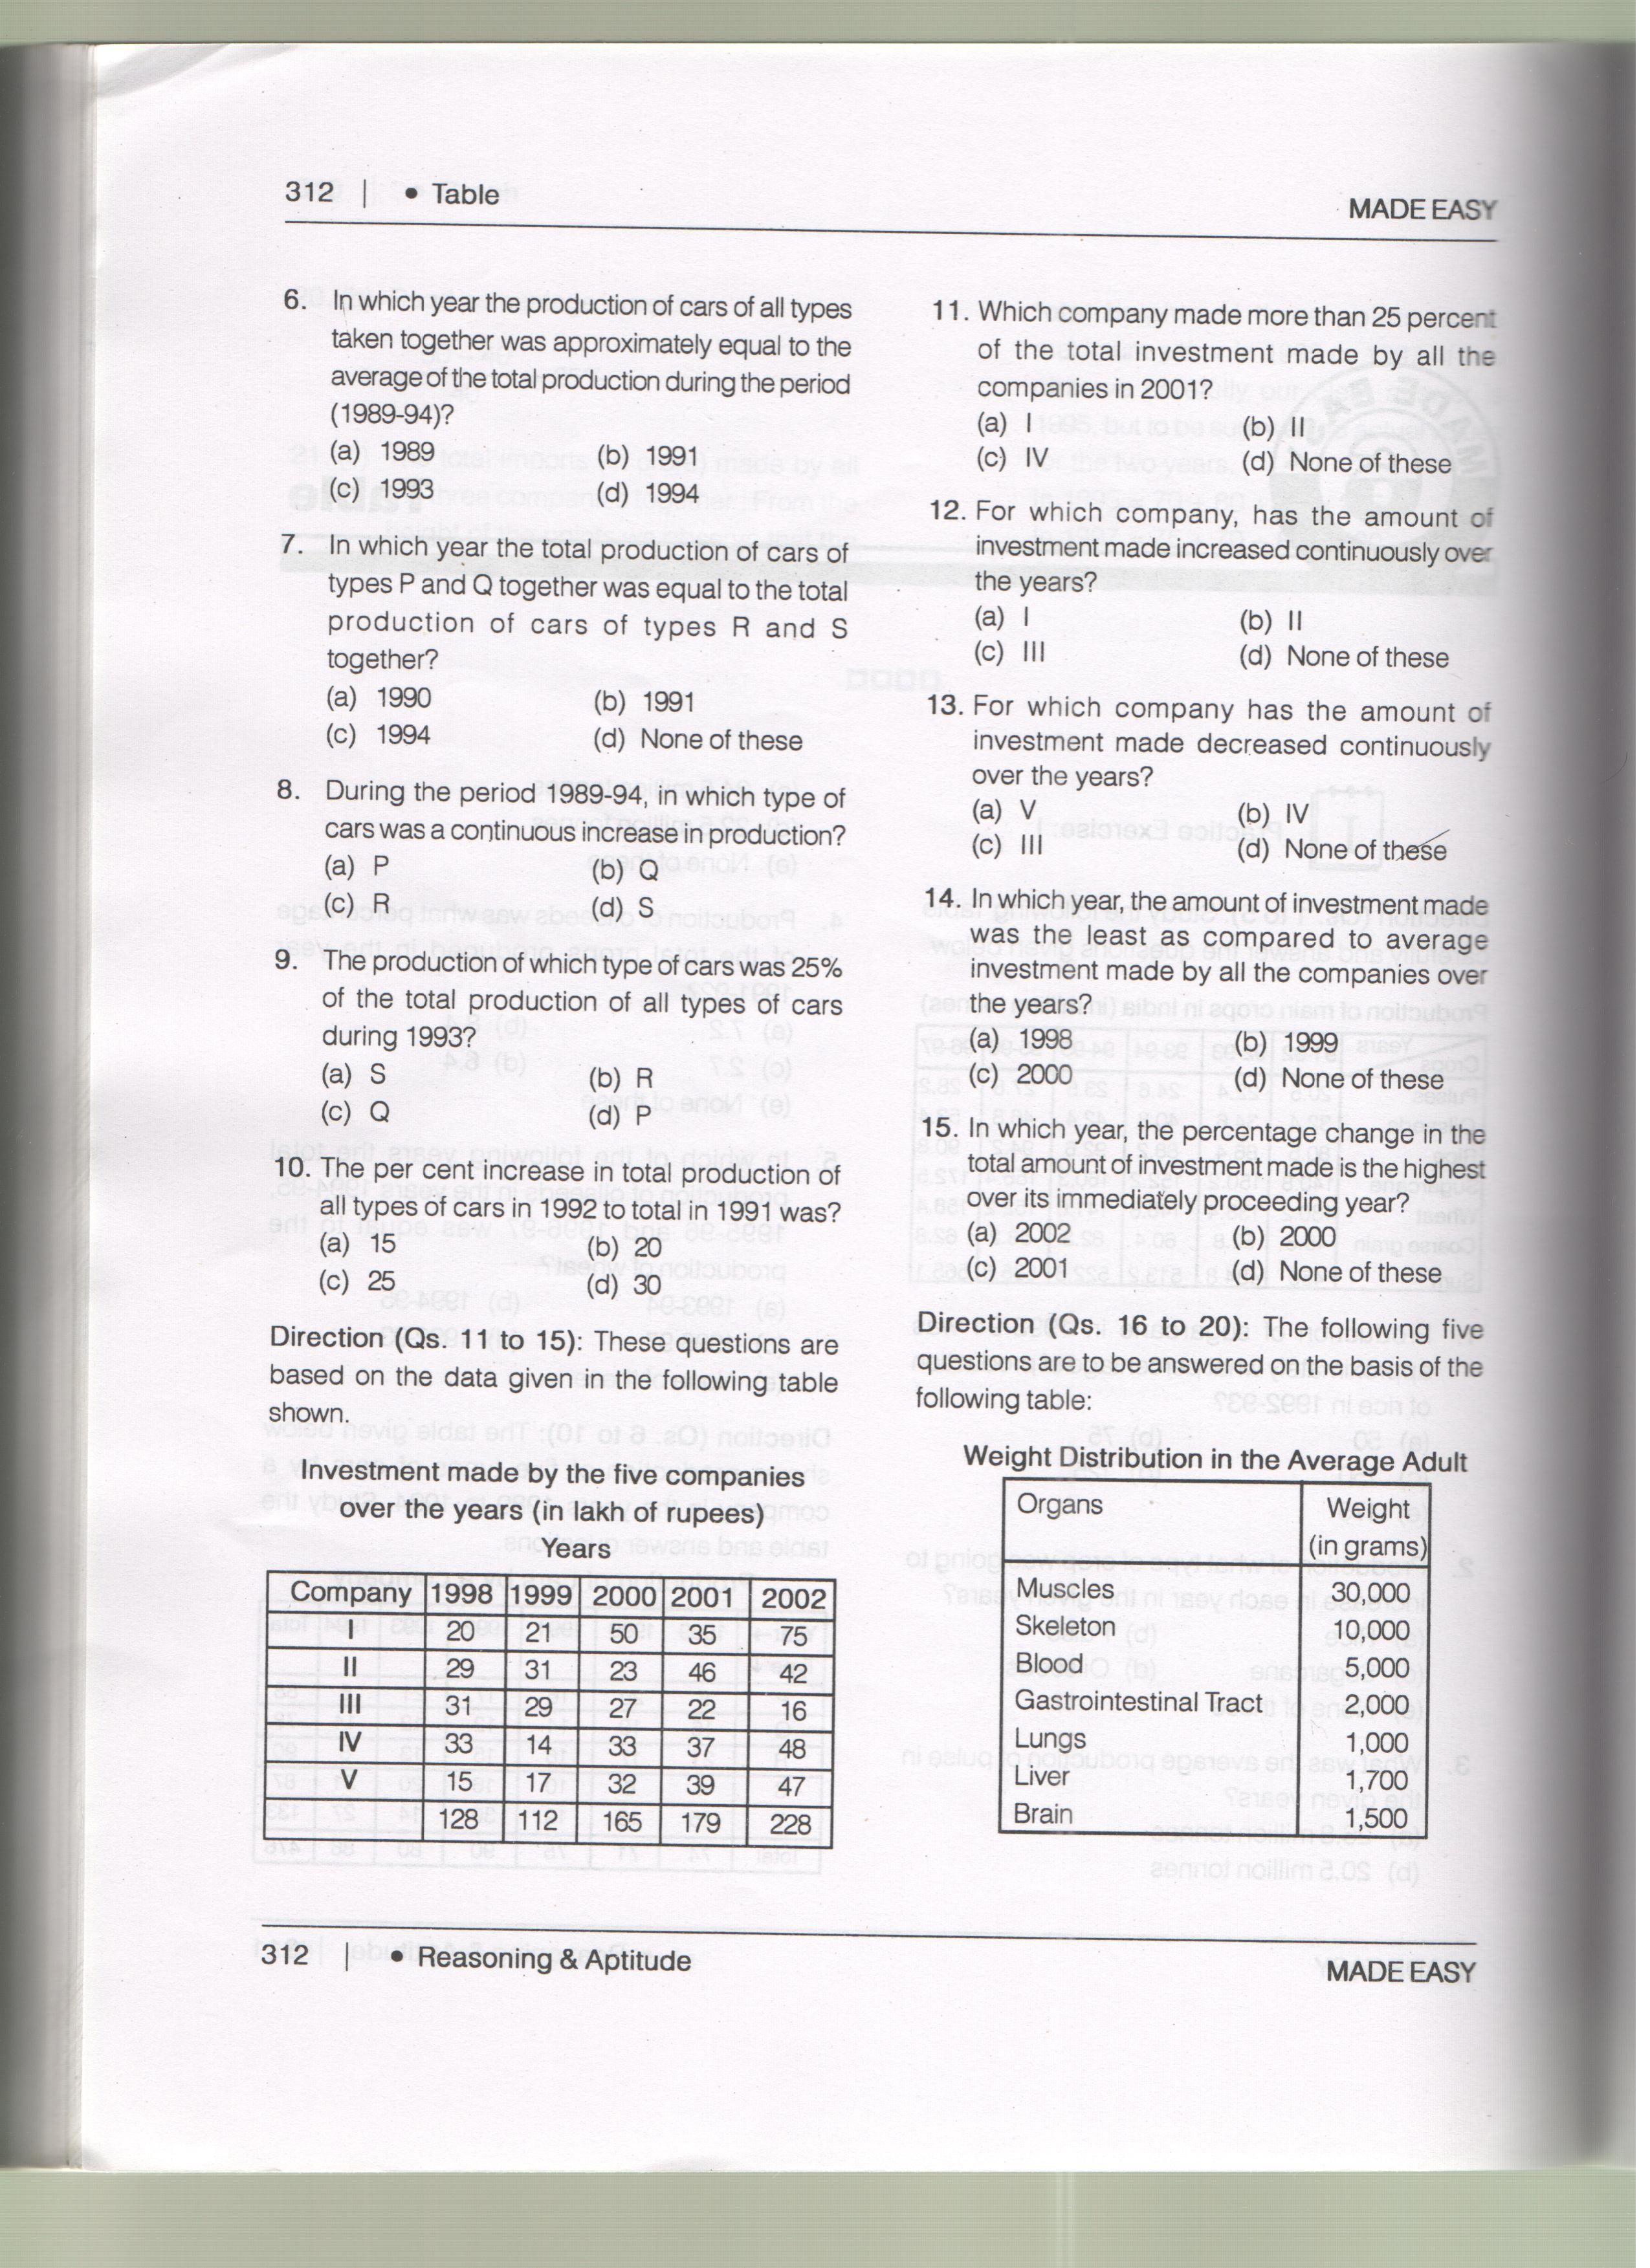 312 | • Table
MADE EASY
6. In which year the production of cars of all types
taken together was approximately equal to the
average of the total production during the period
(1989-94)?
(a) 1989 (b) 1991
(c) 1993 (d) 1994
7. In which year the total production of cars of
types P and Q together was equal to the total
production of cars of types R and S
together?
(a) 1990 (b) 1991
(c) 1994 (d) None of these
8. During the period 1989-94, in which type of
cars was a continuous increase in production?
(a) P (b) Q
(c) R (d) S
9. The production of which type of cars was 25%
of the total production of all types of cars
during 1993?
(a) S (b) R
(c) Q (d) P
10. The per cent increase in total production of
all types of cars in 1992 to total in 1991 was?
(a) 15 (b) 20
(c) 25 (d) 30
Direction (Qs. 11 to 15): These questions are
based on the data given in the following table
shown.
Investment made by the five companies
over the years (in lakh of rupees)
Years
Company 1998 1999 2000 2001 2002
I 20 21 50 35 75
II 29 31 23 46 42
III 31 29 27 22 16
IV 33 14 33 37 48
V 15 17 32 39 47
128 112 165 179 228
11. Which company made more than 25 percent
of the total investment made by all the
companies in 2001?
(a) I (b) II
(c) IV (d) None of these
12. For which company, has the amount of
investment made increased continuously over
the years?
(a) I (b) II
(c) III (d) None of these
13. For which company has the amount of
investment made decreased continuously
over the years?
(a) V (b) IV
(c) III (d) None of these
14. In which year, the amount of investment made
was the least as compared to average
investment made by all the companies over
the years?
(a) 1998 (b) 1999
(c) 2000 (d) None of these
15. In which year, the percentage change in the
total amount of investment made is the highest
over its immediately proceeding year?
(a) 2002 (b) 2000
(c) 2001 (d) None of these
Direction (Qs. 16 to 20): The following five
questions are to be answered on the basis of the
following table:
Weight Distribution in the Average Adult
Organs Weight
(in grams)
Muscles 30,000
Skeleton 10,000
Blood 5,000
Gastrointestinal Tract 2,000
Lungs 1,000
Liver 1,700
Brain 1,500
312 | • Reasoning & Aptitude
MADE EASY